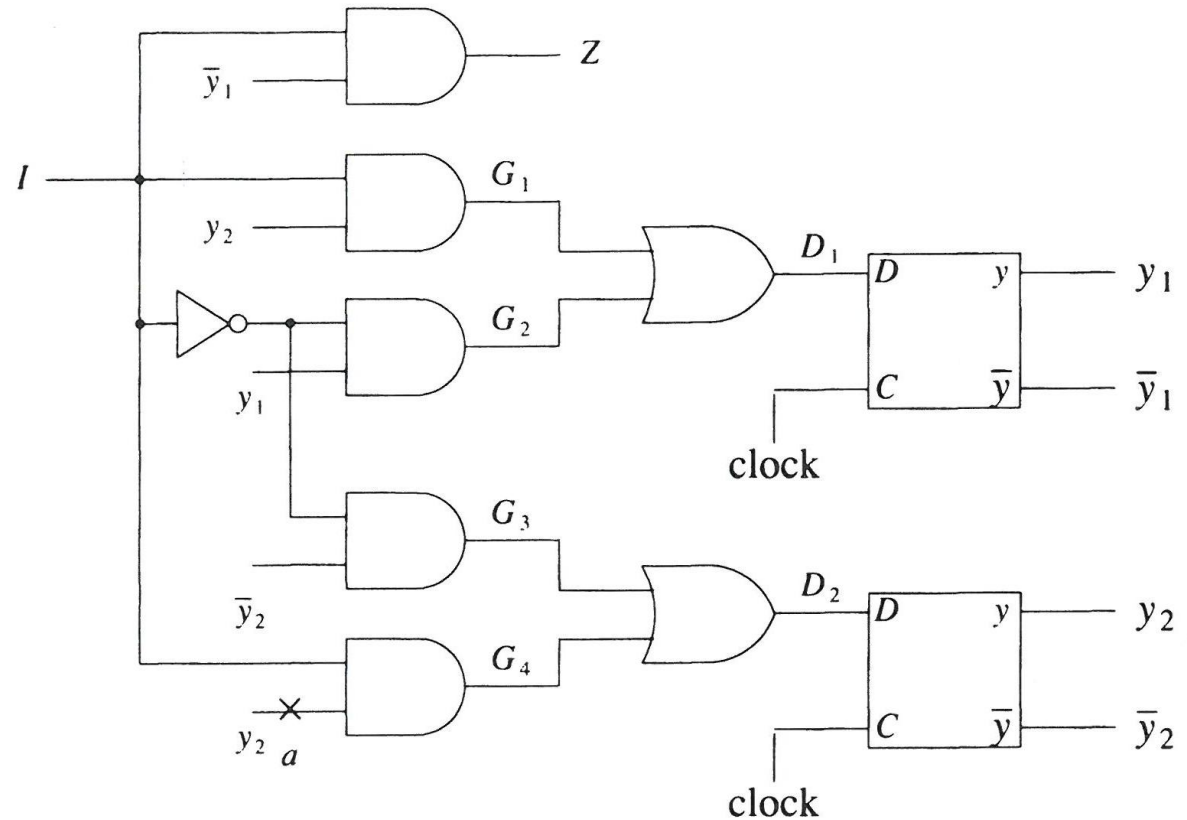 Z
ȳ₁
I
G₁
y₂
D₁
D y y₁
G₂
y₁
C ȳ ȳ₁
clock
G₃
D₂
ȳ₂
D y y₂
G₄
y₂ a
C ȳ ȳ₂
clock